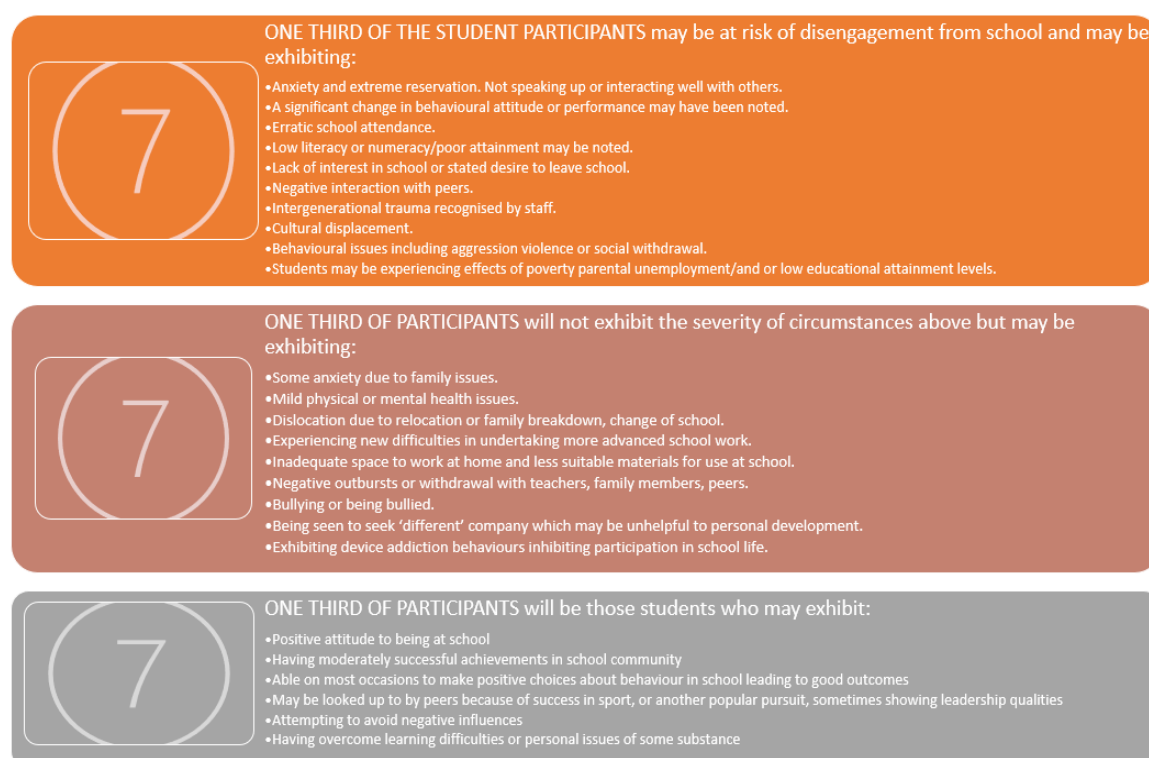 ONE THIRD OF THE STUDENT PARTICIPANTS may be at risk of disengagement from school and may be
exhibiting:
7
•Anxiety and extreme reservation. Not speaking up or interacting well with others.
•A significant change in behavioural attitude or performance may have been noted.
•Erratic school attendance.
•Low literacy or numeracy/poor attainment may be noted.
•Lack of interest in school or stated desire to leave school.
•Negative interaction with peers.
•Intergenerational trauma recognised by staff.
•Cultural displacement.
•Behavioural issues including aggression violence or social withdrawal.
•Students may be experiencing effects of poverty parental unemployment/and or low educational attainment levels.
ONE THIRD OF PARTICIPANTS will not exhibit the severity of circumstances above but may be
exhibiting:
7
•Some anxiety due to family issues.
•Mild physical or mental health issues.
•Dislocation due to relocation or family breakdown, change of school.
•Experiencing new difficulties in undertaking more advanced school work.
•Inadequate space to work at home and less suitable materials for use at school.
•Negative outbursts or withdrawal with teachers, family members, peers.
•Bullying or being bullied.
•Being seen to seek ‘different’ company which may be unhelpful to personal development.
•Exhibiting device addiction behaviours inhibiting participation in school life.
ONE THIRD OF PARTICIPANTS will be those students who may exhibit:
7
•Positive attitude to being at school
•Having moderately successful achievements in school community
•Able on most occasions to make positive choices about behaviour in school leading to good outcomes
•May be looked up to by peers because of success in sport, or another popular pursuit, sometimes showing leadership qualities
•Attempting to avoid negative influences
•Having overcome learning difficulties or personal issues of some substance